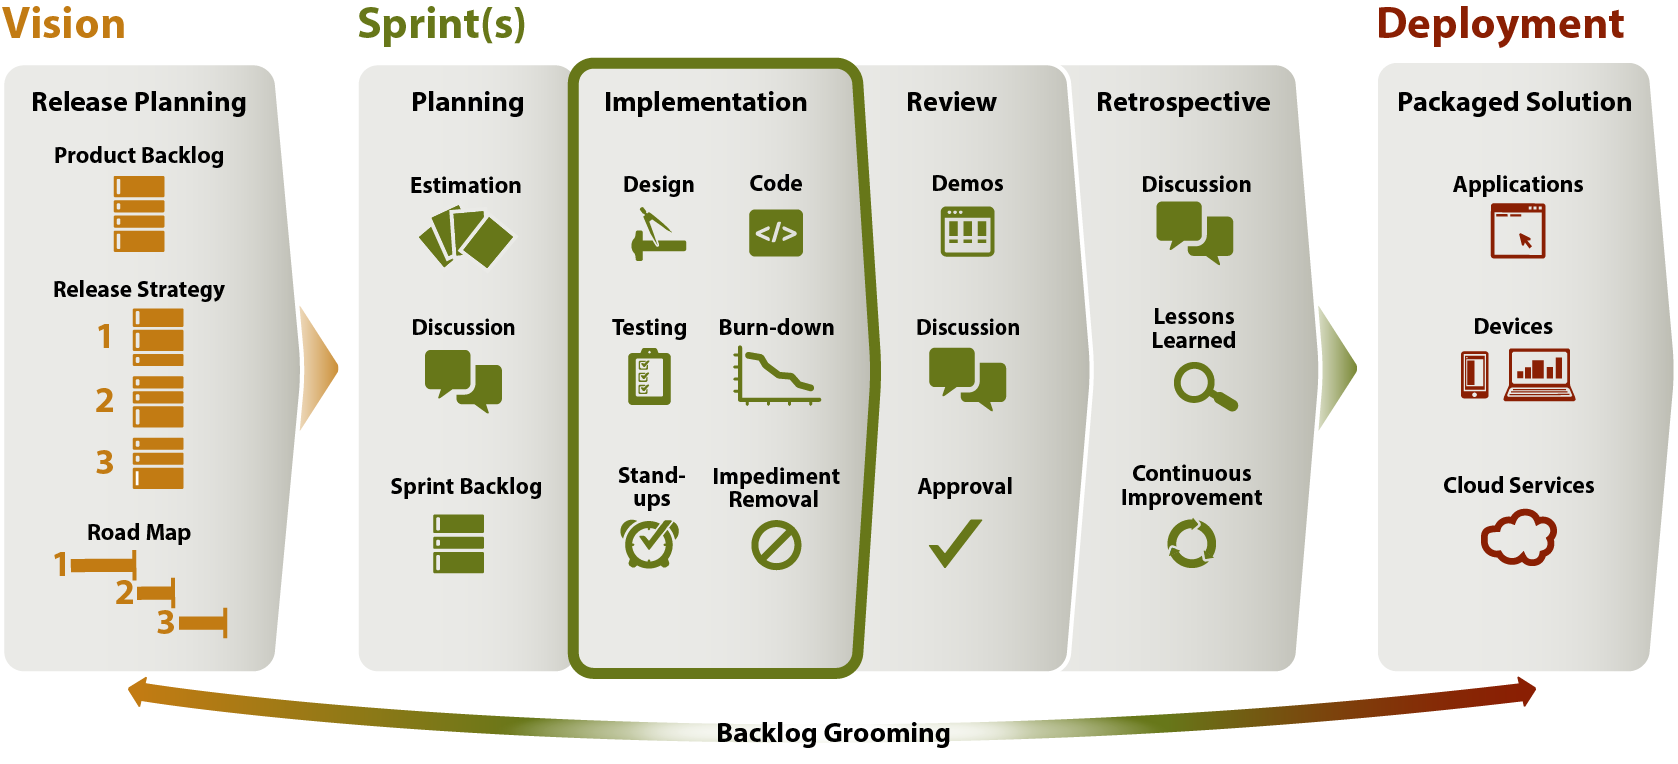 Vision
Release Planning
Product Backlog
Release Strategy
1
2
3
Road Map
1
2
3
Sprint(s)
Planning
Estimation
Discussion
Sprint Backlog
Implementation
Design
Code
</>
Testing
Burn-down
Stand-
ups
Impediment
Removal
Review
Demos
Discussion
Approval
Retrospective
Discussion
Lessons
Learned
Continuous
Improvement
Deployment
Packaged Solution
Applications
Devices
Cloud Services
Backlog Grooming